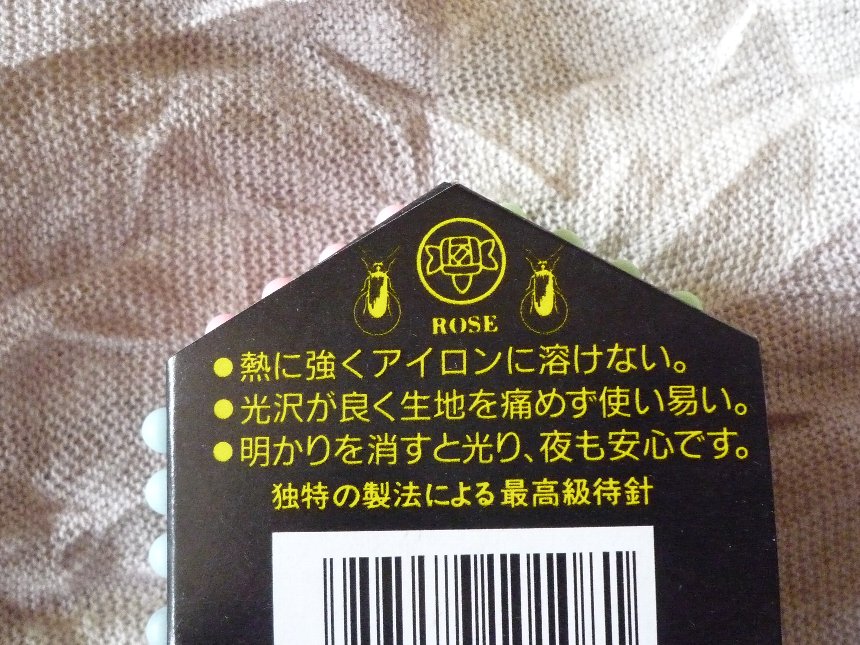 ROSE
●熱に強くアイロンに溶けない。
●光沢が良く生地を痛めず使い易い。
●明かりを消すと光り、夜も安心です。
独特の製法による最高級待針